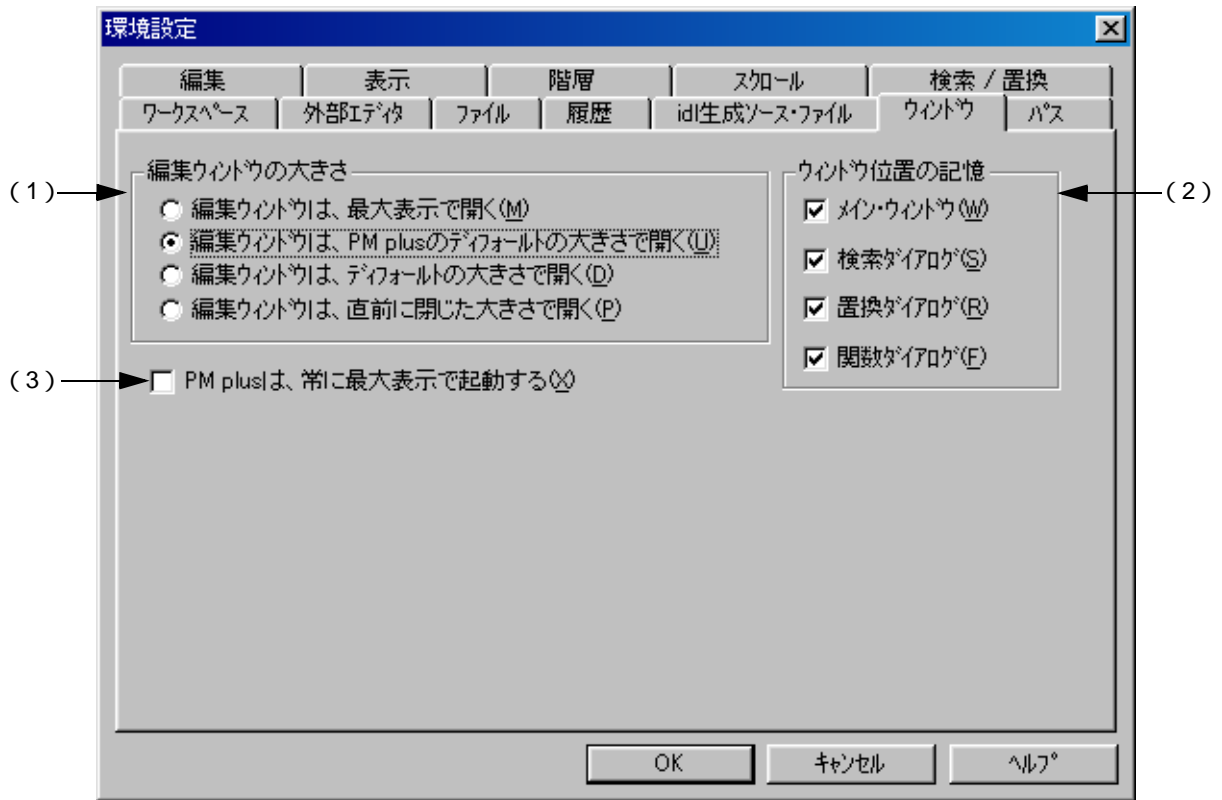 環境設定
編集 表示 階層 スクロール 検索 / 置換
ワークスペース 外部エディタ ファイル 履歴 idl生成ソース・ファイル ウィンドウ パス
編集ウィンドウの大きさ
ウィンドウ位置の記憶
(1)
(2)
編集ウィンドウは、最大表示で開く(M)
メイン・ウィンドウ(W)
編集ウィンドウは、PM plusのディフォールトの大きさで開く(U)
検索ダイアログ(S)
編集ウィンドウは、ディフォールトの大きさで開く(D)
置換ダイアログ(R)
編集ウィンドウは、直前に閉じた大きさで開く(P)
関数ダイアログ(F)
(3)
PM plusは、常に最大表示で起動する(X)
OK キャンセル ヘルプ